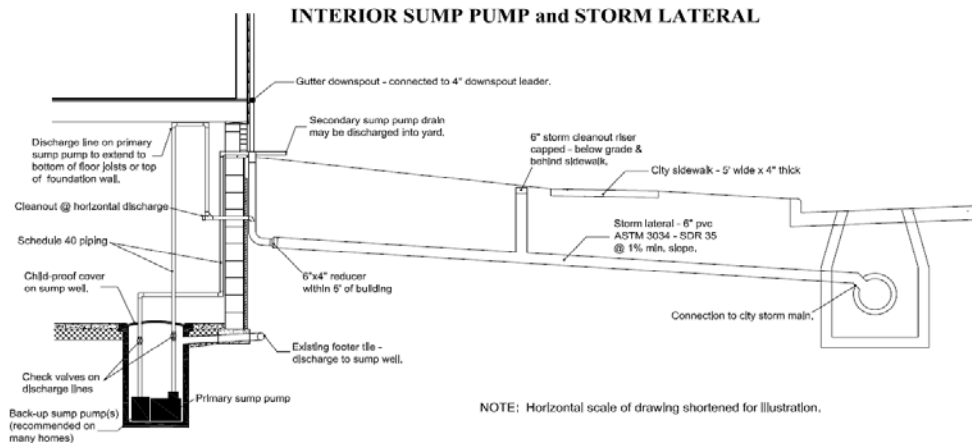 INTERIOR SUMP PUMP and STORM LATERAL
Gutter downspout - connected to 4" downspout leader.
Secondary sump pump drain
may be discharged into yard.
Discharge line on primary
sump pump to extend to
bottom of floor joists or top
of foundation wall.
6" storm cleanout riser
capped - below grade &
behind sidewalk.
City sidewalk - 5' wide x 4" thick
Cleanout @ horizontal discharge
Storm lateral - 6" pvc
ASTM 3034 - SDR 35
@ 1% min. slope.
Schedule 40 piping
Child-proof cover
on sump well.
6"x4" reducer
within 5' of building
Connection to city storm main.
Existing footer tile -
discharge to sump well.
Check valves on
discharge lines
Primary sump pump
Back-up sump pump(s)
(recommended on
many homes)
NOTE: Horizontal scale of drawing shortened for illustration.